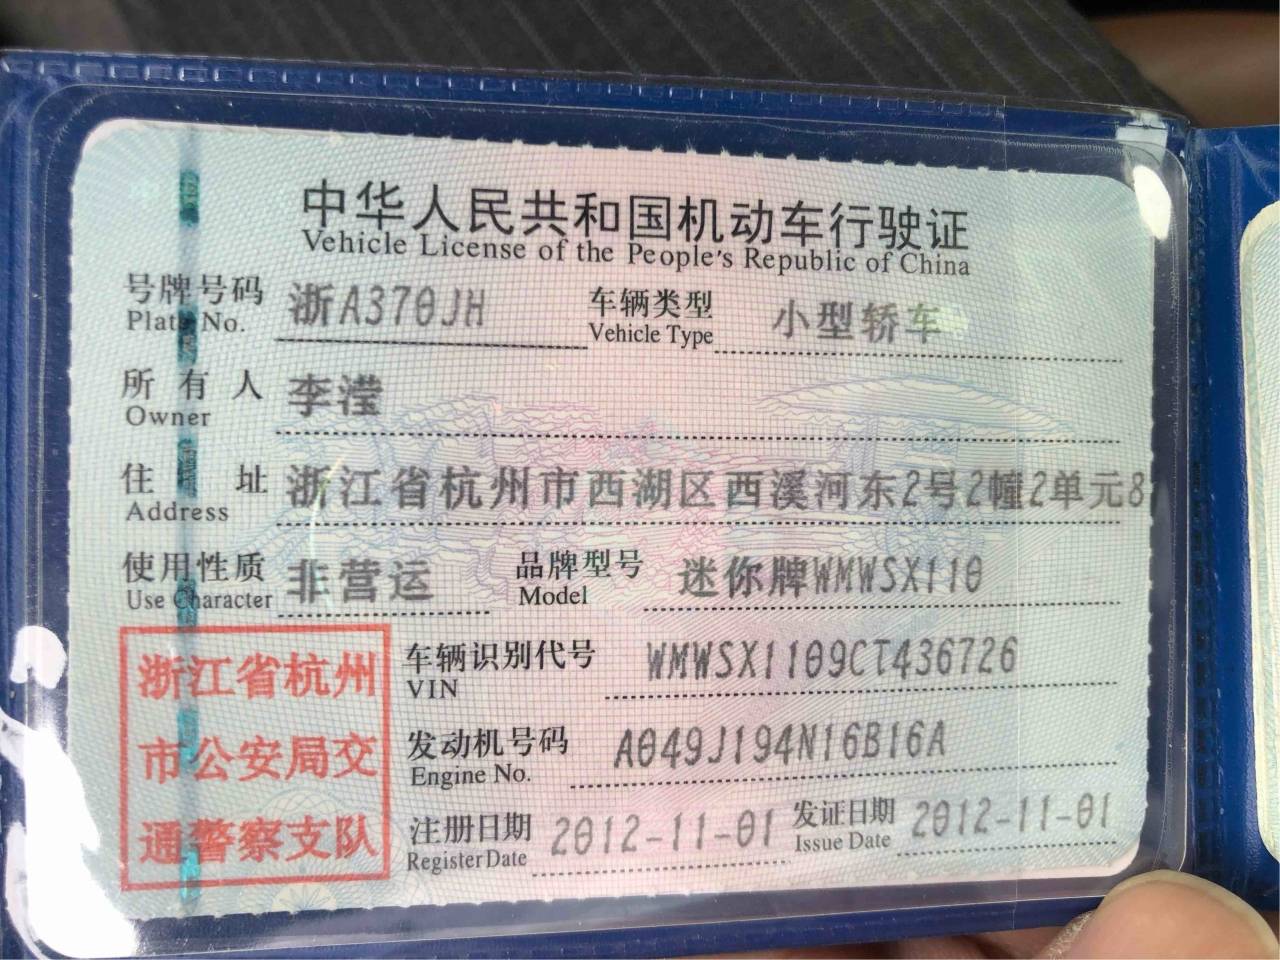 中华人民共和国机动车行驶证
Vehicle License of the People's Republic of China
号牌号码 浙A370JH 车辆类型 小型轿车
Plate No. Vehicle Type
所有人 李滢
Owner
住址 浙江省杭州市西湖区西溪河东2号2幢2单元8
Address
使用性质 非营运 品牌型号 迷你牌WMWSX110
Use Character Model
浙江省杭州
市公安局交
通警察支队
车辆识别代号 WMWSX1109CT436726
VIN
发动机号码 A049J194N16B16A
Engine No.
注册日期 2012-11-01 发证日期 2012-11-01
Register Date Issue Date